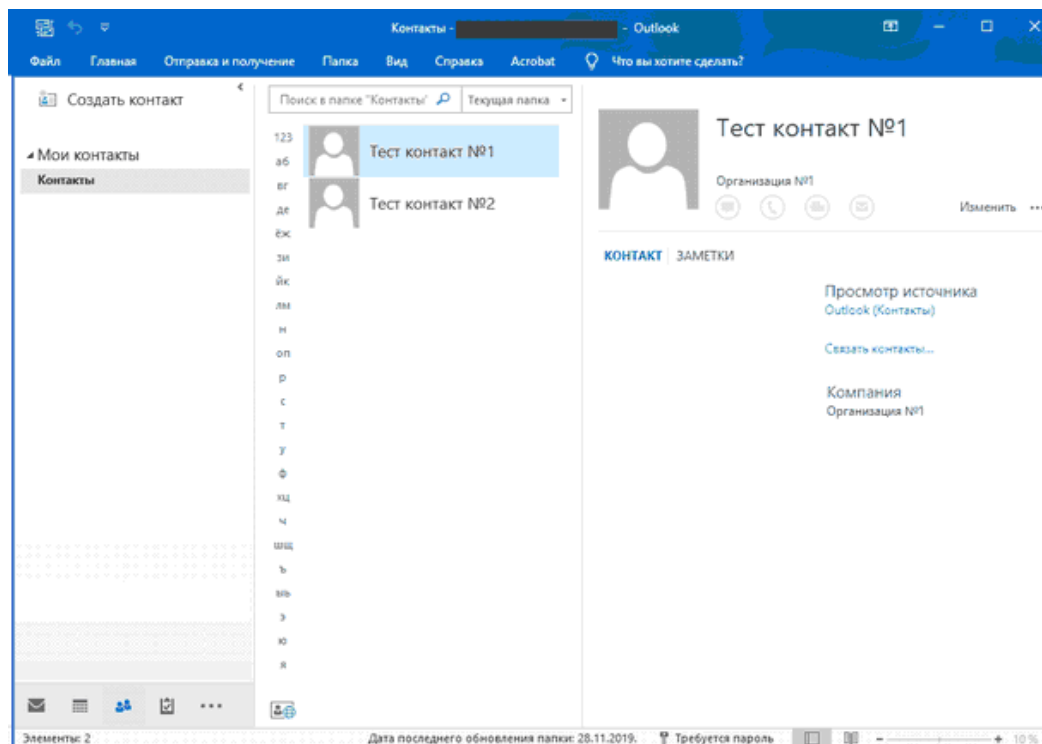 Контакты - - Outlook
Файл Главная Отправка и получение Папка Вид Справка Acrobat Что вы хотите сделать?
Создать контакт
Мои контакты
Контакты
Поиск в папке "Контакты" Текущая папка
123
аб
вг
де
ёж
зи
йк
лм
н
оп
р
с
т
у
ф
хц
ч
шщ
ъ
ыь
э
ю
я
Тест контакт №1
Тест контакт №2
Тест контакт №1
Организация №1
Изменить ...
КОНТАКТ ЗАМЕТКИ
Просмотр источника
Outlook (Контакты)
Связать контакты...
Компания
Организация №1
Элементы: 2 Дата последнего обновления папки: 28.11.2019. Требуется пароль - + 10 %